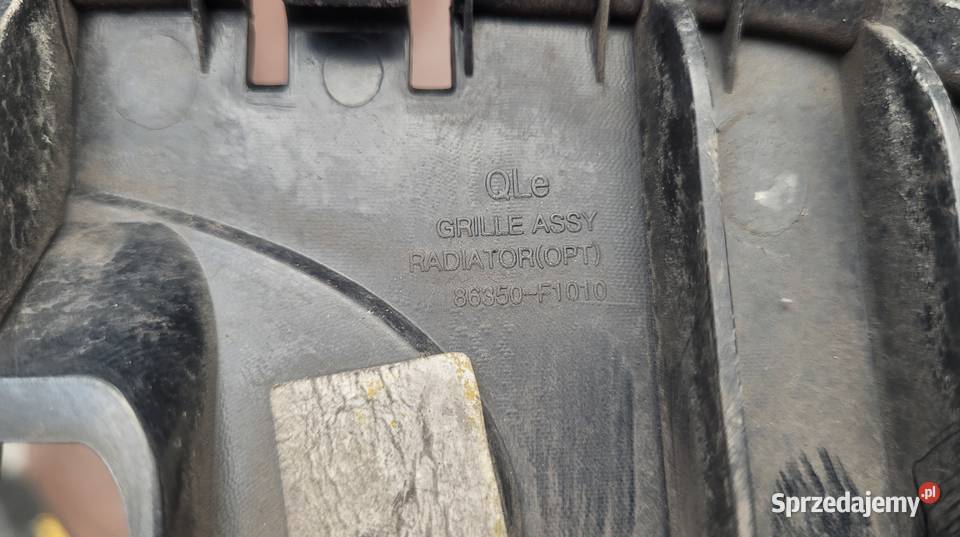 QLe
GRILLE ASSY
RADIATOR(OPT)
86350-F1010
Sprzedajemy.pl